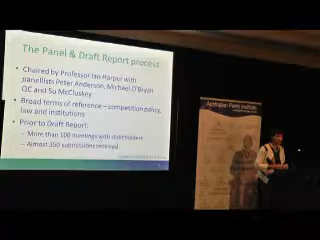 The Panel & Draft Report process
• Chaired by Professor Ian Harper with
panellists Peter Anderson, Michael O'Bryan
QC and Su McCluskey
• Broad terms of reference – competition policy,
law and institutions
• Prior to Draft Report:
– More than 100 meetings with stakeholders
– Almost 350 submissions received
Australian Farm Institute